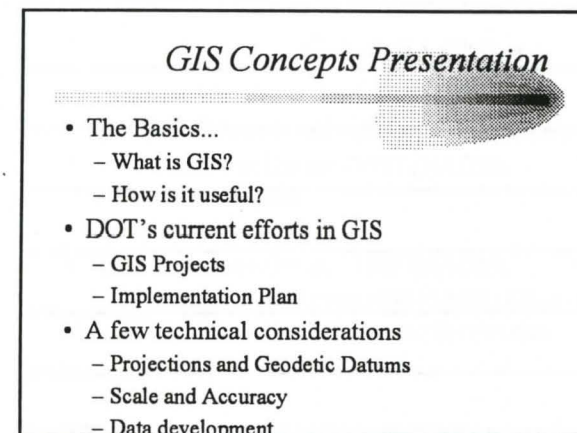 GIS Concepts Presentation
• The Basics...
– What is GIS?
– How is it useful?
• DOT's current efforts in GIS
– GIS Projects
– Implementation Plan
• A few technical considerations
– Projections and Geodetic Datums
– Scale and Accuracy
– Data development